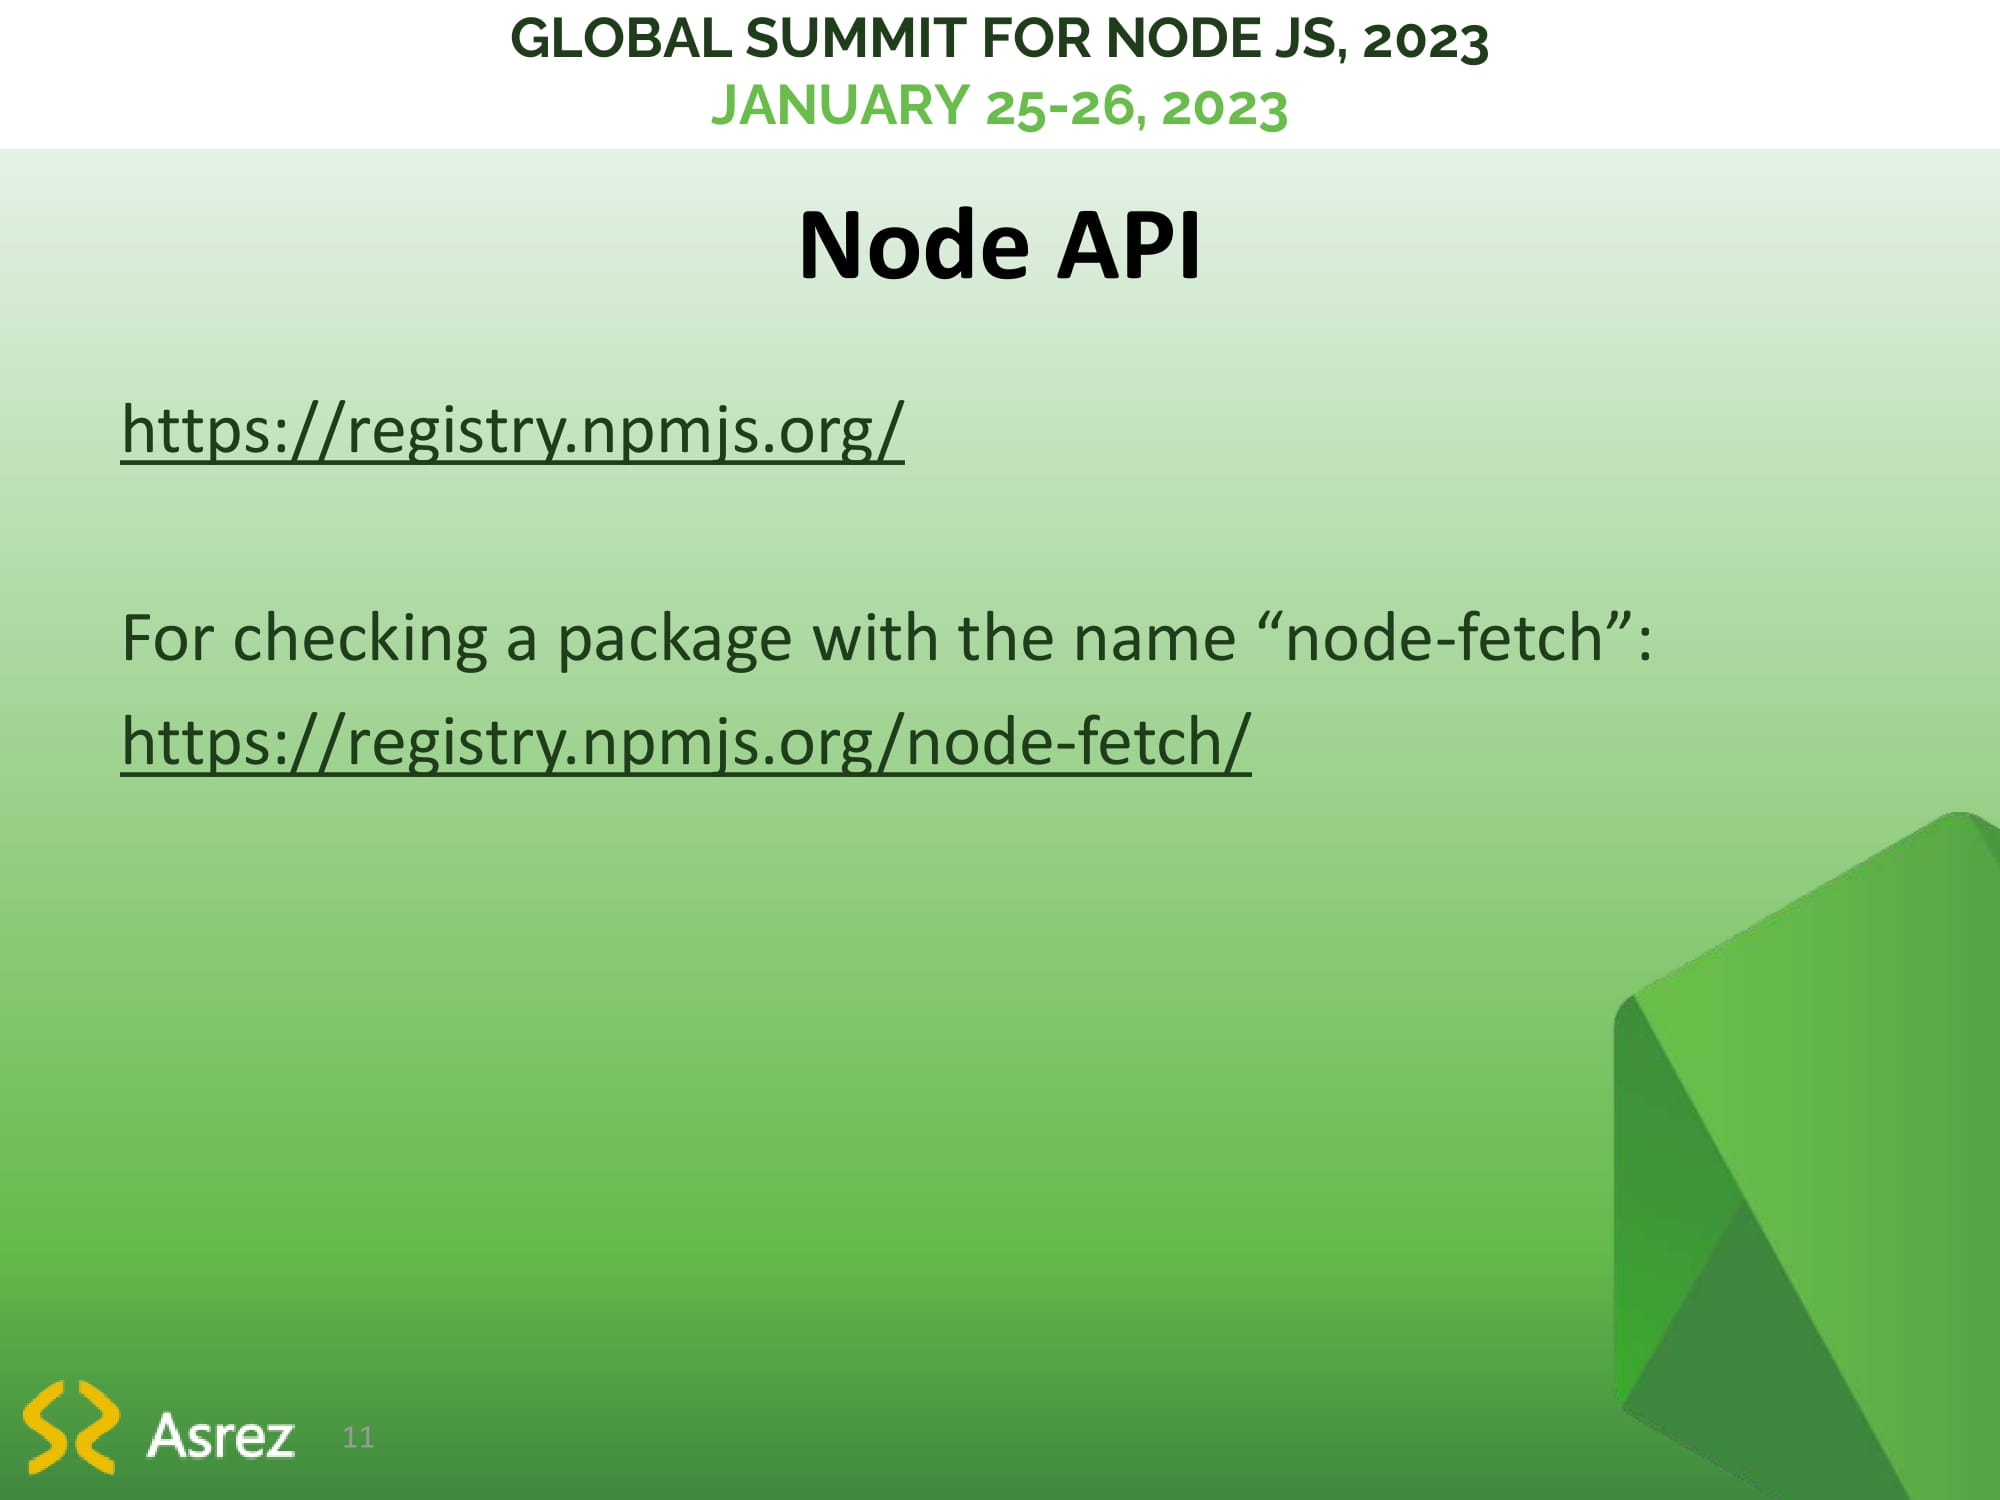 GLOBAL SUMMIT FOR NODE JS, 2023
JANUARY 25-26, 2023
Node API
https://registry.npmjs.org/
For checking a package with the name “node-fetch”:
https://registry.npmjs.org/node-fetch/
Asrez
11